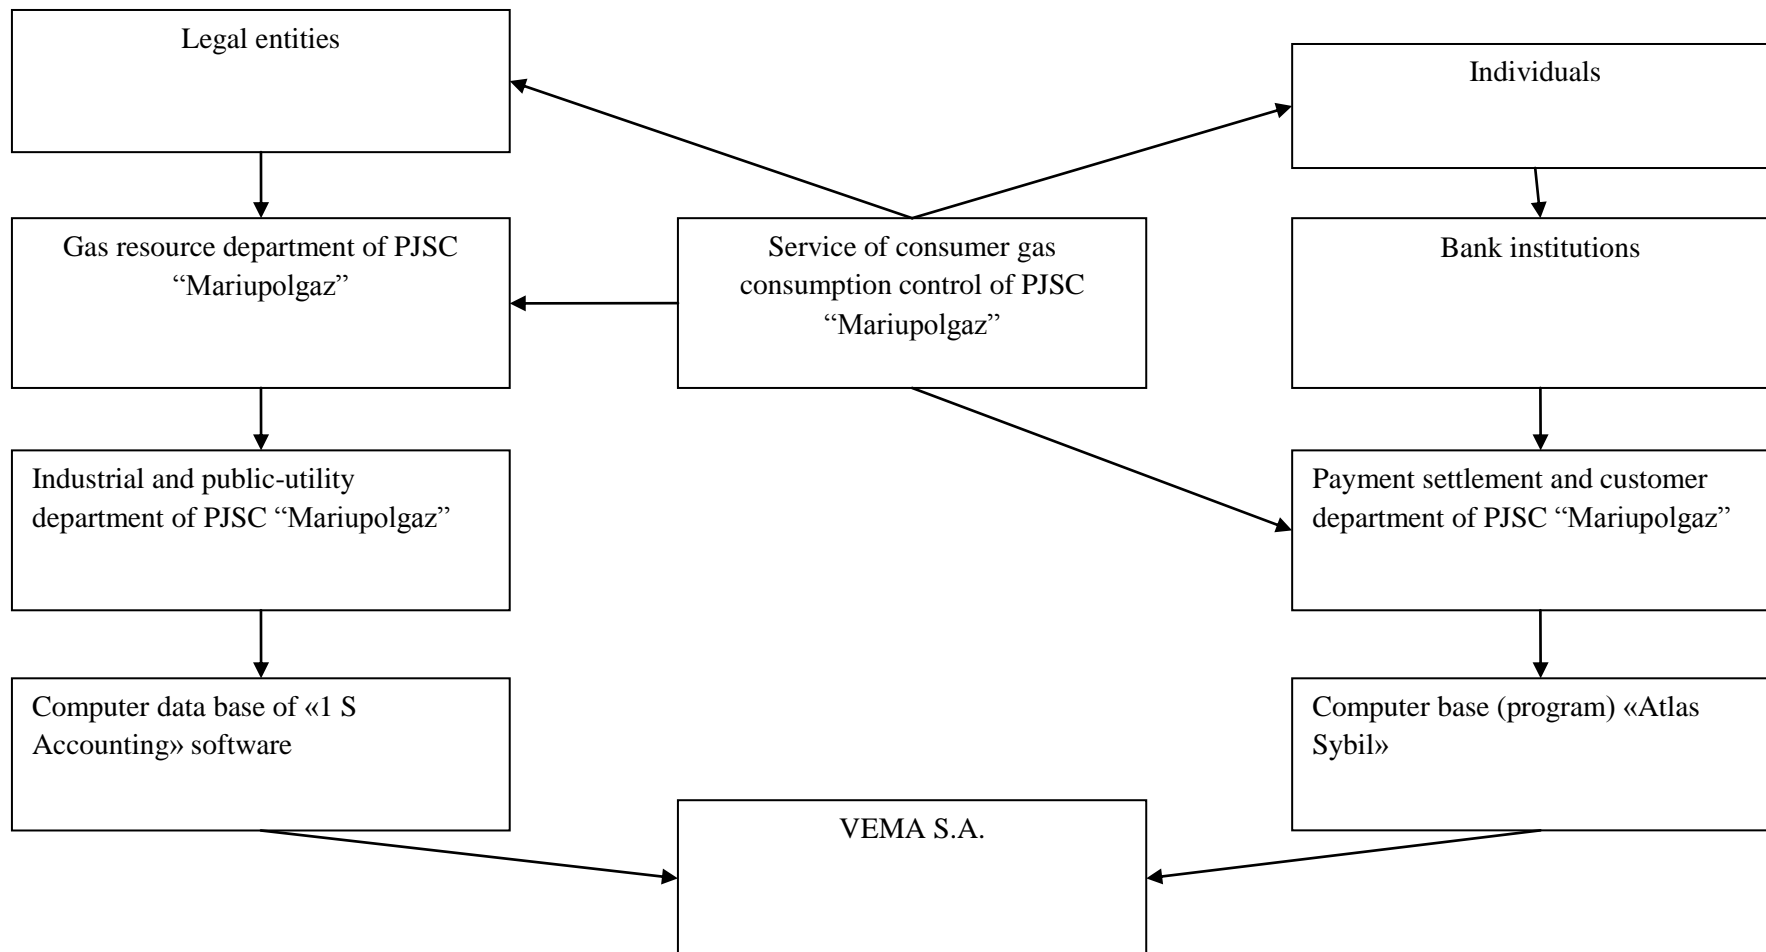 Legal entities
Individuals
Gas resource department of PJSC
“Mariupolgaz”
Service of consumer gas
consumption control of PJSC
“Mariupolgaz”
Bank institutions
Industrial and public-utility
department of PJSC “Mariupolgaz”
Payment settlement and customer
department of PJSC “Mariupolgaz”
Computer data base of «1 S
Accounting» software
Computer base (program) «Atlas
Sybil»
VEMA S.A.